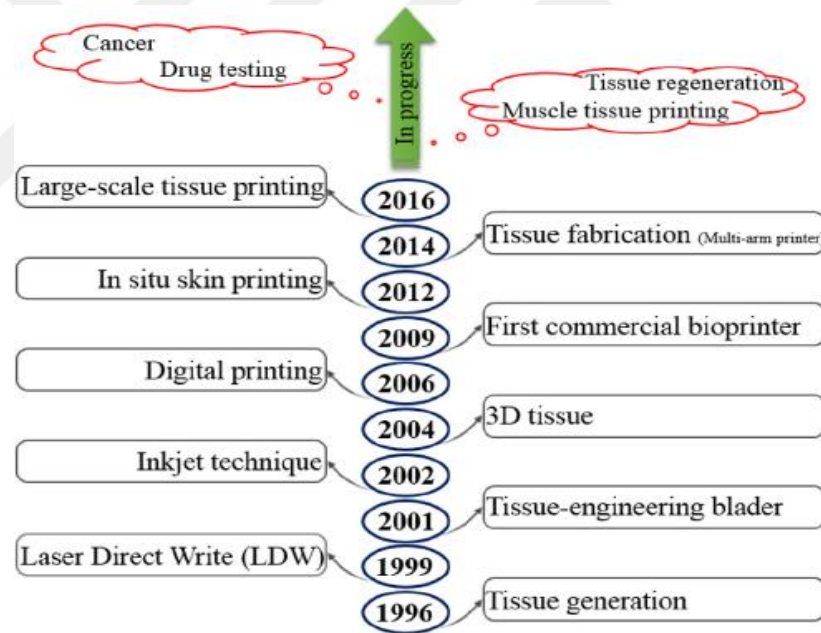 Cancer
Drug testing
In progress
Tissue regeneration
Muscle tissue printing
Large-scale tissue printing
2016
2014
Tissue fabrication (Multi-arm printer)
In situ skin printing
2012
2009
First commercial bioprinter
Digital printing
2006
2004
3D tissue
Inkjet technique
2002
2001
Tissue-engineering blader
Laser Direct Write (LDW)
1999
1996
Tissue generation